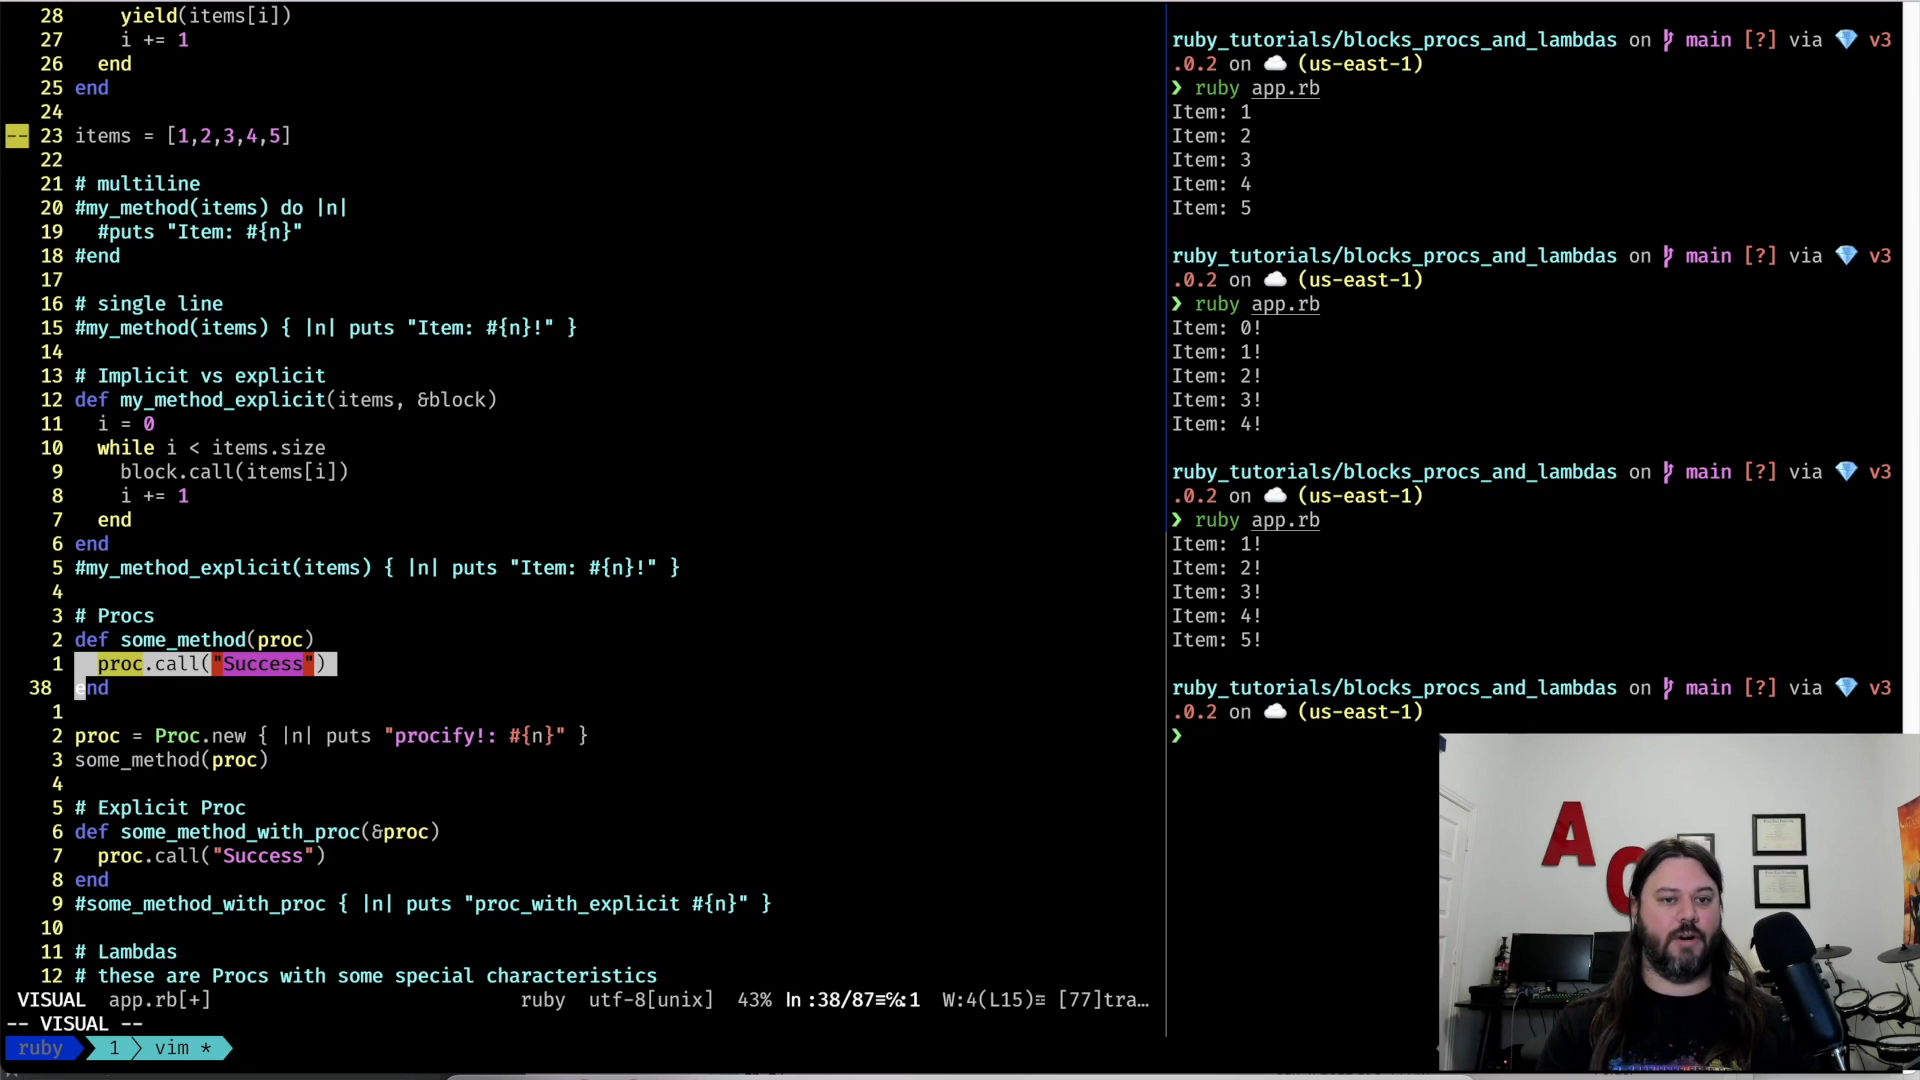 28 yield(items[i])
27 i += 1
26 end
25 end
24
-- 23 items = [1,2,3,4,5]
22
21 # multiline
20 #my_method(items) do |n|
19 #puts "Item: #{n}"
18 #end
17
16 # single line
15 #my_method(items) { |n| puts "Item: #{n}!" }
14
13 # Implicit vs explicit
12 def my_method_explicit(items, &block)
11 i = 0
10 while i < items.size
9 block.call(items[i])
8 i += 1
7 end
6 end
5 #my_method_explicit(items) { |n| puts "Item: #{n}!" }
4
3 # Procs
2 def some_method(proc)
1 proc.call("Success")
38 end
1
2 proc = Proc.new { |n| puts "procify!: #{n}" }
3 some_method(proc)
4
5 # Explicit Proc
6 def some_method_with_proc(&proc)
7 proc.call("Success")
8 end
9 #some_method_with_proc { |n| puts "proc_with_explicit #{n}" }
10
11 # Lambdas
12 # these are Procs with some special characteristics
VISUAL app.rb[+] ruby utf-8[unix] 43% ln :38/87≡℅:1 W:4(L15)≡ [77]tra…
-- VISUAL --
ruby 1 vim *
ruby_tutorials/blocks_procs_and_lambdas on main [?] via v3
.0.2 on (us-east-1)
❯ ruby app.rb
Item: 1
Item: 2
Item: 3
Item: 4
Item: 5
ruby_tutorials/blocks_procs_and_lambdas on main [?] via v3
.0.2 on (us-east-1)
❯ ruby app.rb
Item: 0!
Item: 1!
Item: 2!
Item: 3!
Item: 4!
ruby_tutorials/blocks_procs_and_lambdas on main [?] via v3
.0.2 on (us-east-1)
❯ ruby app.rb
Item: 1!
Item: 2!
Item: 3!
Item: 4!
Item: 5!
ruby_tutorials/blocks_procs_and_lambdas on main [?] via v3
.0.2 on (us-east-1)
❯
A